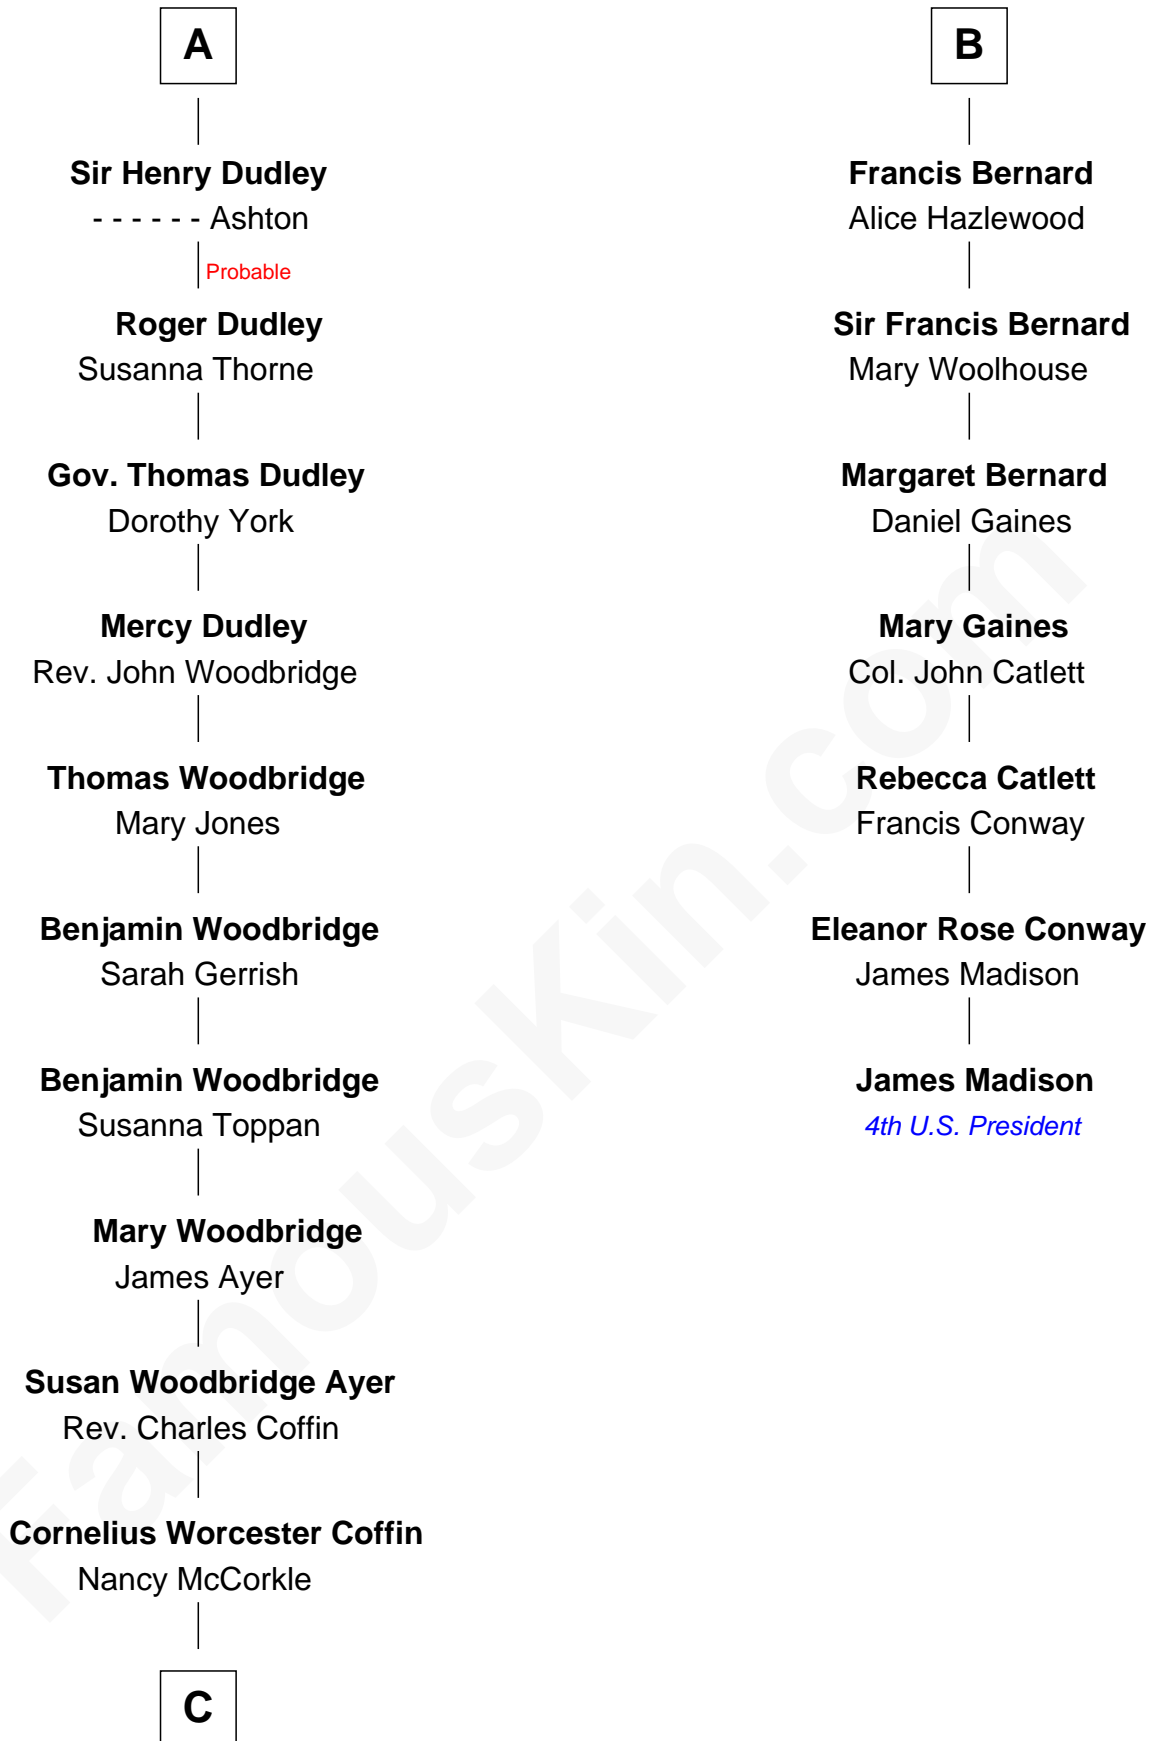 A
Sir Henry Dudley
- - - - - - Ashton
Probable
Roger Dudley
Susanna Thorne
Gov. Thomas Dudley
Dorothy York
Mercy Dudley
Rev. John Woodbridge
Thomas Woodbridge
Mary Jones
Benjamin Woodbridge
Sarah Gerrish
Benjamin Woodbridge
Susanna Toppan
Mary Woodbridge
James Ayer
Susan Woodbridge Ayer
Rev. Charles Coffin
Cornelius Worcester Coffin
Nancy McCorkle
C
B
Francis Bernard
Alice Hazlewood
Sir Francis Bernard
Mary Woolhouse
Margaret Bernard
Daniel Gaines
Mary Gaines
Col. John Catlett
Rebecca Catlett
Francis Conway
Eleanor Rose Conway
James Madison
James Madison
4th U.S. President
FamousKin.com